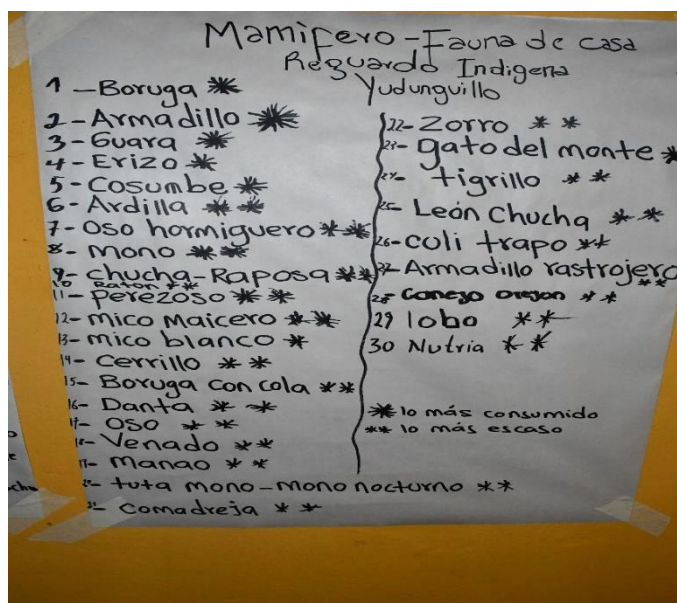 Mamifero - Fauna de casa
Reguardo Indigena
Yudunguillo
1 - Boruga *
2 - Armadillo *
3 - Guara *
4 - Erizo *
5 - Cosumbe *
6 - Ardilla * *
7 - Oso hormiguero * *
8 - mono * *
9 - chucha - Raposa * *
10 Raton * *
11 - perezoso * *
12 - mico Maicero * *
13 - mico blanco *
14 - Cerrillo * *
15 - Boruga con cola * *
16 - Danta * *
17 - Oso * *
18 - Venado * *
19 - Manao * *
20 - tuta mono - mono nocturno * *
21 - comadreja * *
22 - Zorro * *
23 - gato del monte *
24 - tigrillo * *
25 - León Chucha * *
26 - coli trapo * *
27 - Armadillo rastrojero * *
28 - Conejo orejon * *
29 lobo * *
30 Nutria * *
* lo más consumido
** lo más escaso